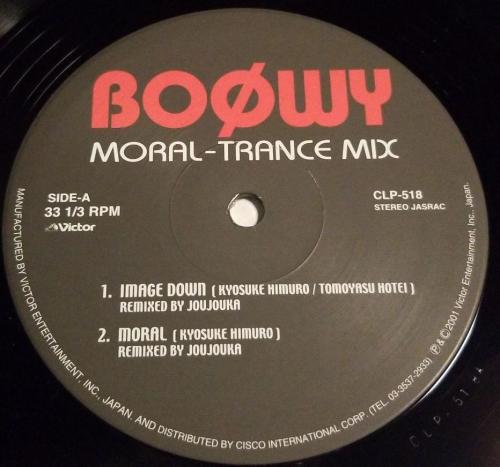 BOØWY
MORAL-TRANCE MIX
SIDE-A
33 1/3 RPM
Victor
CLP-518
STEREO JASRAC
1. IMAGE DOWN ( KYOSUKE HIMURO / TOMOYASU HOTEI )
REMIXED BY JOUJOUKA
2. MORAL ( KYOSUKE HIMURO )
REMIXED BY JOUJOUKA
MANUFACTURED BY VICTOR ENTERTAINMENT, INC., JAPAN. AND DISTRIBUTED BY CISCO INTERNATIONAL CORP. (TEL. 03-3537-2933) ℗ & © 2001 Victor Entertainment, Inc., Japan.